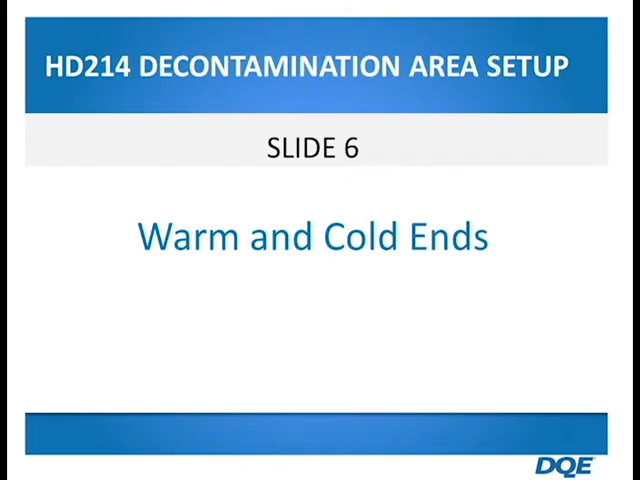 HD214 DECONTAMINATION AREA SETUP
SLIDE 6
Warm and Cold Ends
DQE